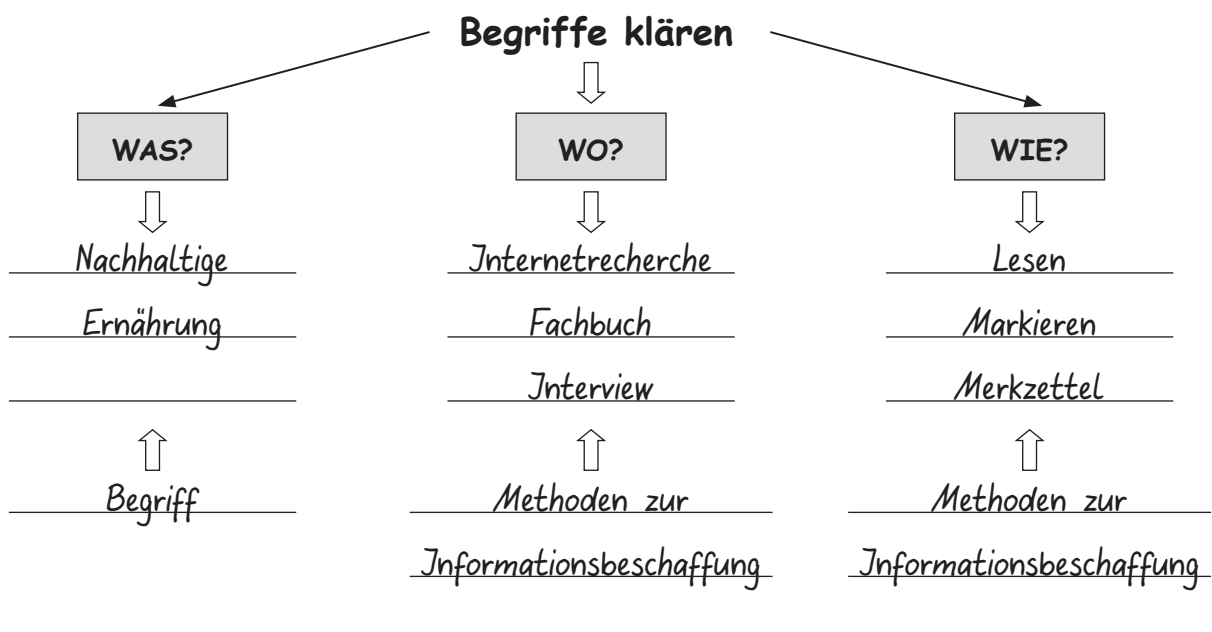 Begriffe klären
WAS?
Nachhaltige
Ernährung
Begriff
WO?
Internetrecherche
Fachbuch
Interview
Methoden zur
Informationsbeschaffung
WIE?
Lesen
Markieren
Merkzettel
Methoden zur
Informationsbeschaffung